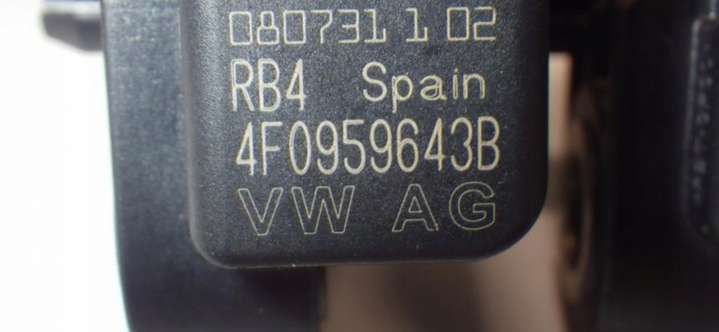 080731 1 02
RB4 Spain
4F0959643B
VW AG